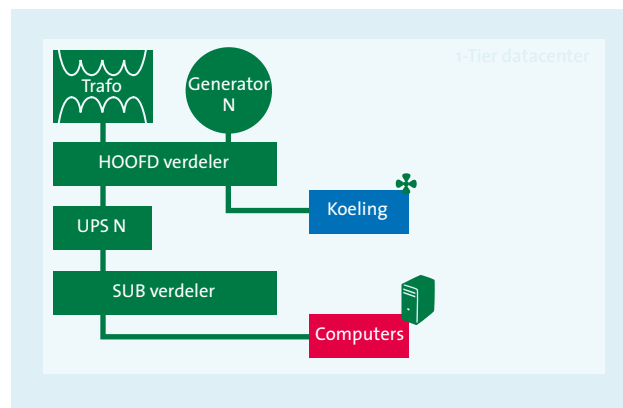 1-Tier datacenter
Trafo
Generator
N
HOOFD verdeler
Koeling
UPS N
SUB verdeler
Computers